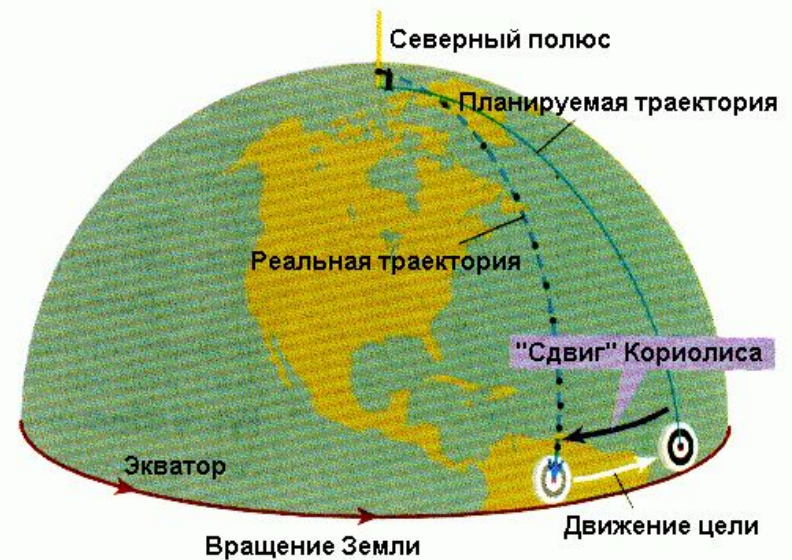 Северный полюс
Планируемая траектория
Реальная траектория
"Сдвиг" Кориолиса
Экватор
Движение цели
Вращение Земли